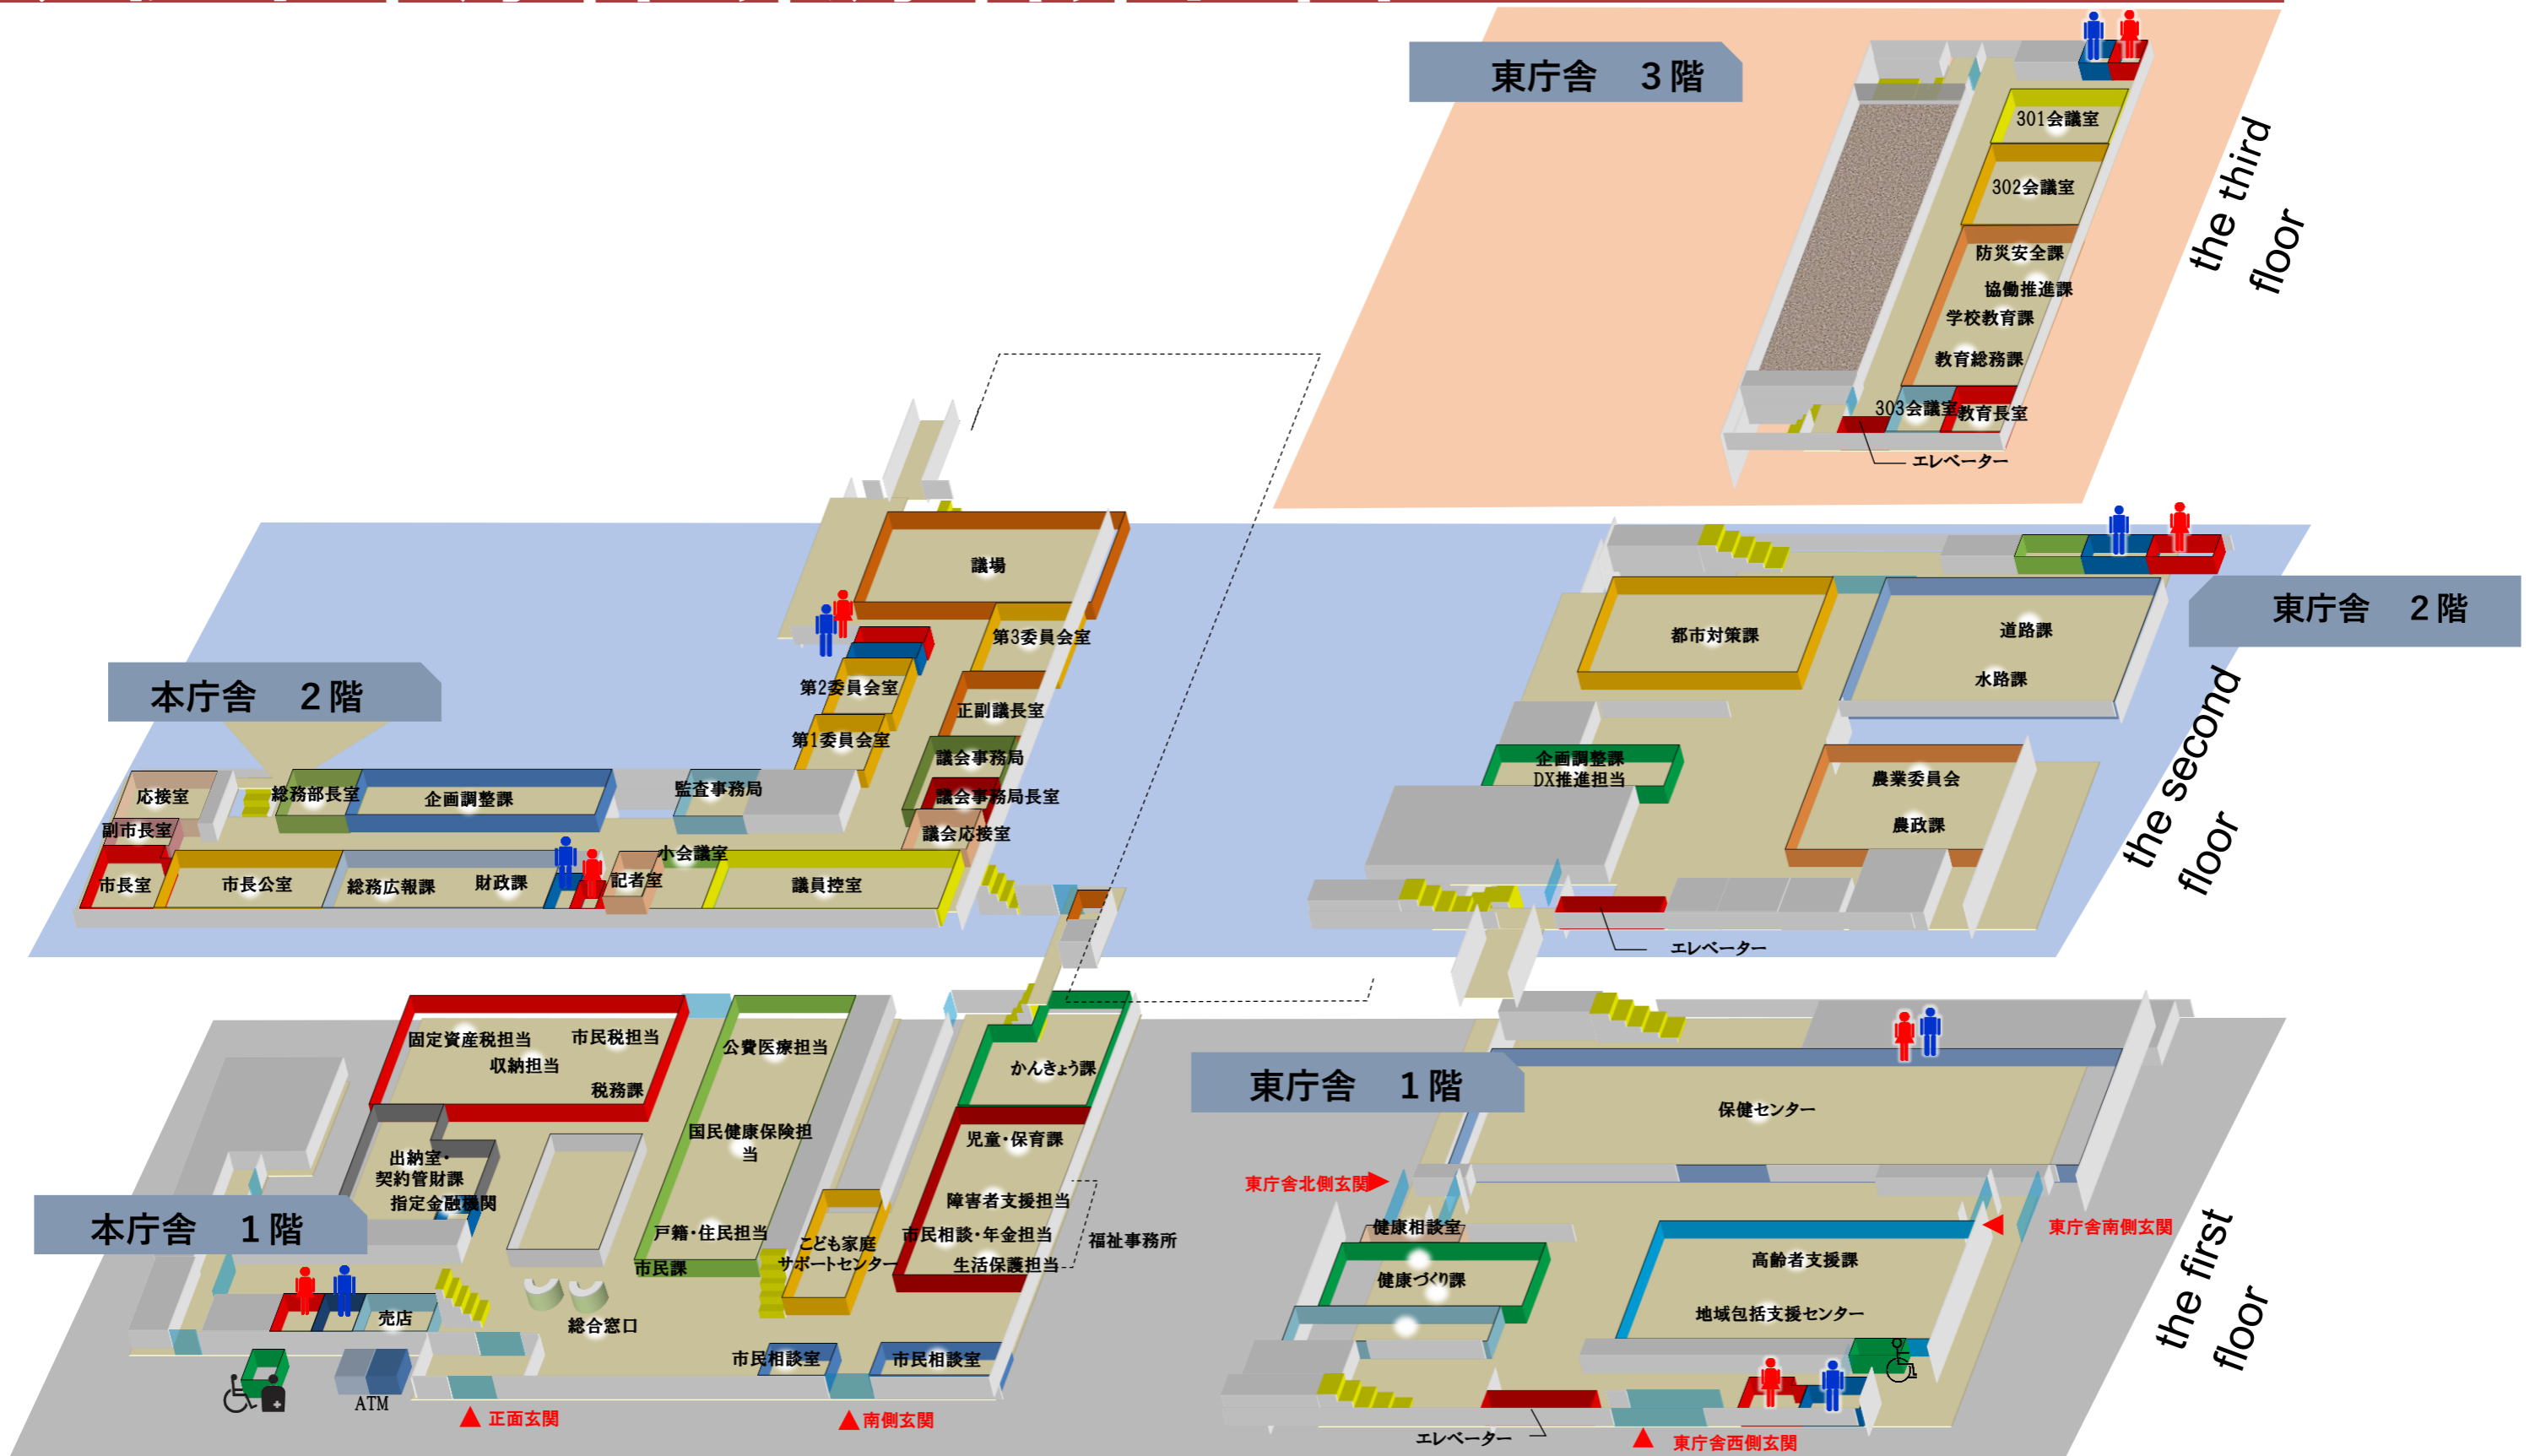 東庁舎　３階
301会議室
302会議室
防災安全課
協働推進課
学校教育課
教育総務課
303会議室
教育長室
エレベーター
the third
floor
本庁舎　２階
議場
第3委員会室
第2委員会室
正副議長室
第1委員会室
議会事務局
議会事務局長室
議会応接室
応接室
総務部長室
企画調整課
監査事務局
副市長室
小会議室
市長室
市長公室
総務広報課
財政課
記者室
議員控室
東庁舎　２階
都市対策課
道路課
水路課
企画調整課
DX推進担当
農業委員会
農政課
エレベーター
the second
floor
本庁舎　１階
固定資産税担当
市民税担当
収納担当
税務課
公費医療担当
かんきょう課
国民健康保険担
当
児童・保育課
出納室・
契約管財課
指定金融機関
障害者支援担当
戸籍・住民担当
市民相談・年金担当
福祉事務所
こども家庭
サポートセンター
生活保護担当
市民課
売店
総合窓口
市民相談室
市民相談室
ATM
正面玄関
南側玄関
東庁舎　１階
保健センター
東庁舎北側玄関
健康相談室
東庁舎南側玄関
高齢者支援課
健康づくり課
地域包括支援センター
エレベーター
東庁舎西側玄関
the first
floor